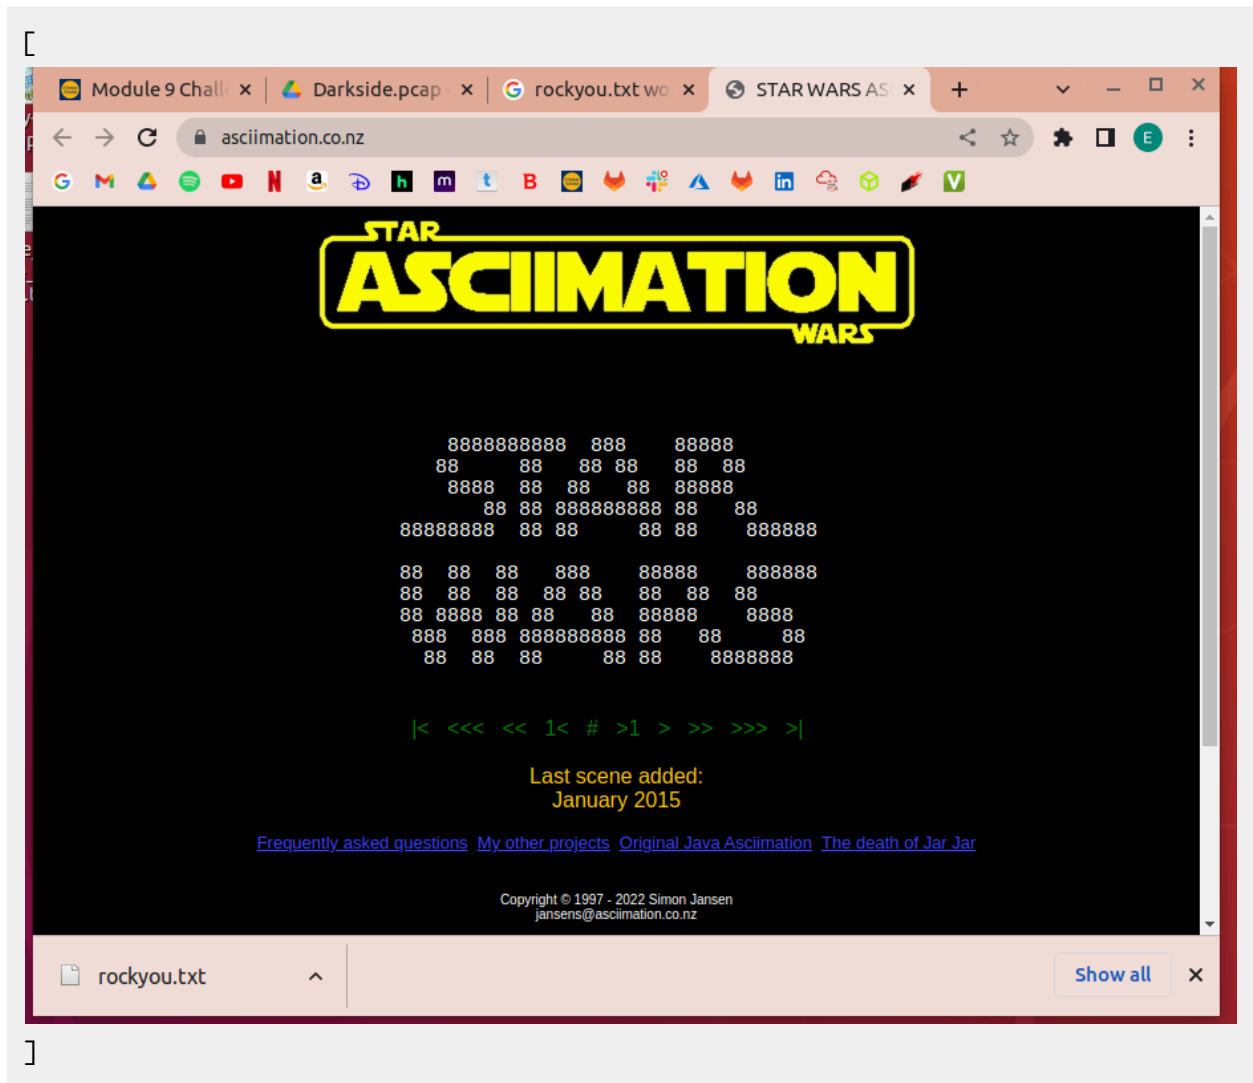 [
Module 9 Chall
Darkside.pcap -
rockyou.txt wo
STAR WARS AS
asciimation.co.nz
E
STAR
ASCIIMATION
WARS
8888888888  888    88888
88     88   88 88   88  88
8888  88  88   88  88888
88 88 888888888 88   88
88888888  88 88     88 88    888888
88  88  88   888    88888    888888
88  88  88  88 88   88  88  88
88 8888 88 88   88  88888    8888
888  888 888888888 88   88     88
88  88  88     88 88    8888888
|<   <<<   <<   1<   #   >1   >   >>   >>>   >|
Last scene added:
January 2015
Frequently asked questions  My other projects  Original Java Asciimation  The death of Jar Jar
Copyright © 1997 - 2022 Simon Jansen
jansens@asciimation.co.nz
rockyou.txt
Show all
]